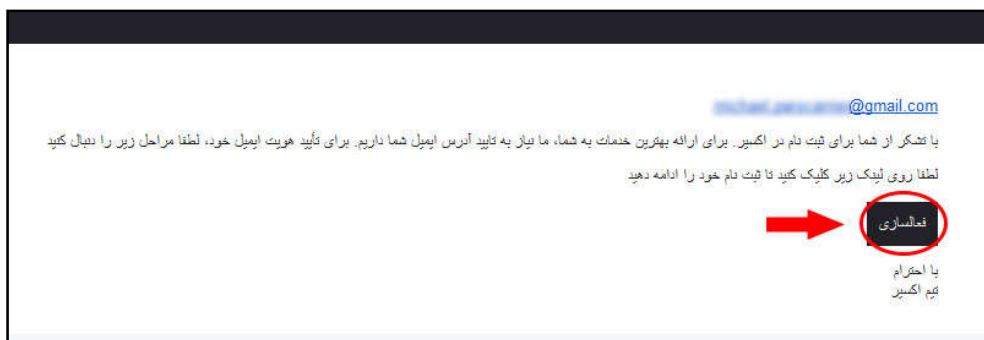 @gmail.com
با تشکر از شما برای ثبت نام در اکسیر. برای ارائه بهترین خدمات به شما، ما نیاز به تایید آدرس ایمیل شما داریم. برای تأیید هویت ایمیل خود، لطفا مراحل زیر را دنبال کنید
لطفا روی لینک زیر کلیک کنید تا ثبت نام خود را ادامه دهید
فعالسازی
با احترام
تیم اکسیر